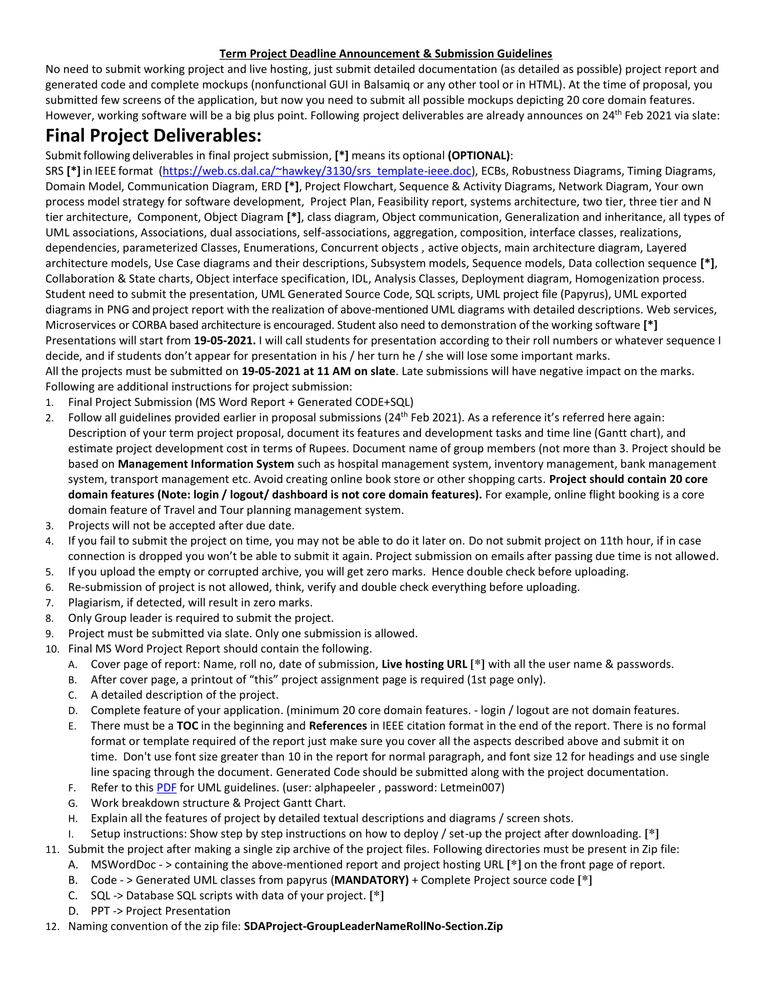 Term Project Deadline Announcement & Submission Guidelines
No need to submit working project and live hosting, just submit detailed documentation (as detailed as possible) project report and
generated code and complete mockups (nonfunctional GUI in Balsamiq or any other tool or in HTML). At the time of proposal, you
submitted few screens of the application, but now you need to submit all possible mockups depicting 20 core domain features.
However, working software will be a big plus point. Following project deliverables are already announces on 24th Feb 2021 via slate:
Final Project Deliverables:
Submit following deliverables in final project submission, [*] means its optional (OPTIONAL):
SRS [*] in IEEE format (https://web.cs.dal.ca/~hawkey/3130/srs_template-ieee.doc), ECBs, Robustness Diagrams, Timing Diagrams,
Domain Model, Communication Diagram, ERD [*], Project Flowchart, Sequence & Activity Diagrams, Network Diagram, Your own
process model strategy for software development, Project Plan, Feasibility report, systems architecture, two tier, three tier and N
tier architecture, Component, Object Diagram [*], class diagram, Object communication, Generalization and inheritance, all types of
UML associations, Associations, dual associations, self-associations, aggregation, composition, interface classes, realizations,
dependencies, parameterized Classes, Enumerations, Concurrent objects , active objects, main architecture diagram, Layered
architecture models, Use Case diagrams and their descriptions, Subsystem models, Sequence models, Data collection sequence [*],
Collaboration & State charts, Object interface specification, IDL, Analysis Classes, Deployment diagram, Homogenization process.
Student need to submit the presentation, UML Generated Source Code, SQL scripts, UML project file (Papyrus), UML exported
diagrams in PNG and project report with the realization of above-mentioned UML diagrams with detailed descriptions. Web services,
Microservices or CORBA based architecture is encouraged. Student also need to demonstration of the working software [*]
Presentations will start from 19-05-2021. I will call students for presentation according to their roll numbers or whatever sequence I
decide, and if students don’t appear for presentation in his / her turn he / she will lose some important marks.
All the projects must be submitted on 19-05-2021 at 11 AM on slate. Late submissions will have negative impact on the marks.
Following are additional instructions for project submission:
1. Final Project Submission (MS Word Report + Generated CODE+SQL)
2. Follow all guidelines provided earlier in proposal submissions (24th Feb 2021). As a reference it’s referred here again:
Description of your term project proposal, document its features and development tasks and time line (Gantt chart), and
estimate project development cost in terms of Rupees. Document name of group members (not more than 3. Project should be
based on Management Information System such as hospital management system, inventory management, bank management
system, transport management etc. Avoid creating online book store or other shopping carts. Project should contain 20 core
domain features (Note: login / logout/ dashboard is not core domain features). For example, online flight booking is a core
domain feature of Travel and Tour planning management system.
3. Projects will not be accepted after due date.
4. If you fail to submit the project on time, you may not be able to do it later on. Do not submit project on 11th hour, if in case
connection is dropped you won’t be able to submit it again. Project submission on emails after passing due time is not allowed.
5. If you upload the empty or corrupted archive, you will get zero marks. Hence double check before uploading.
6. Re-submission of project is not allowed, think, verify and double check everything before uploading.
7. Plagiarism, if detected, will result in zero marks.
8. Only Group leader is required to submit the project.
9. Project must be submitted via slate. Only one submission is allowed.
10. Final MS Word Project Report should contain the following.
A. Cover page of report: Name, roll no, date of submission, Live hosting URL [*] with all the user name & passwords.
B. After cover page, a printout of “this” project assignment page is required (1st page only).
C. A detailed description of the project.
D. Complete feature of your application. (minimum 20 core domain features. - login / logout are not domain features.
E. There must be a TOC in the beginning and References in IEEE citation format in the end of the report. There is no formal
format or template required of the report just make sure you cover all the aspects described above and submit it on
time. Don't use font size greater than 10 in the report for normal paragraph, and font size 12 for headings and use single
line spacing through the document. Generated Code should be submitted along with the project documentation.
F. Refer to this PDF for UML guidelines. (user: alphapeeler , password: Letmein007)
G. Work breakdown structure & Project Gantt Chart.
H. Explain all the features of project by detailed textual descriptions and diagrams / screen shots.
I. Setup instructions: Show step by step instructions on how to deploy / set-up the project after downloading. [*]
11. Submit the project after making a single zip archive of the project files. Following directories must be present in Zip file:
A. MSWordDoc - > containing the above-mentioned report and project hosting URL [*] on the front page of report.
B. Code - > Generated UML classes from papyrus (MANDATORY) + Complete Project source code [*]
C. SQL -> Database SQL scripts with data of your project. [*]
D. PPT -> Project Presentation
12. Naming convention of the zip file: SDAProject-GroupLeaderNameRollNo-Section.Zip